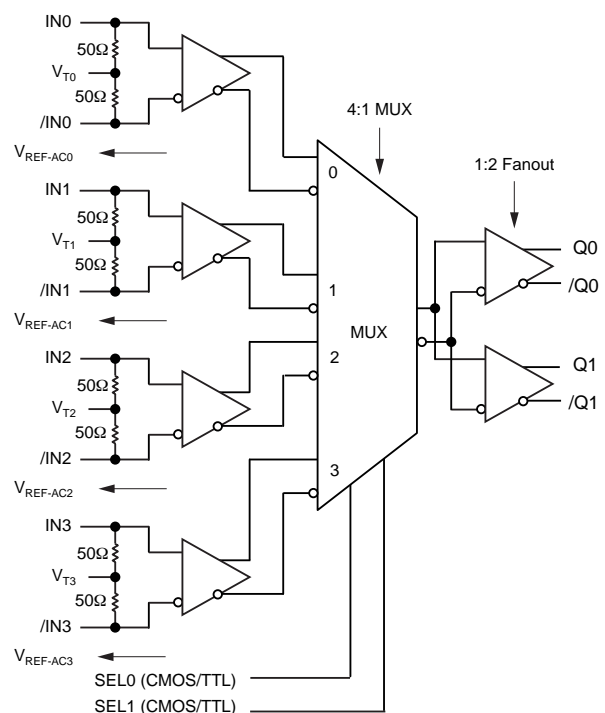 IN0
50Ω
VT0
50Ω
/IN0
VREF-AC0
IN1
50Ω
VT1
50Ω
/IN1
VREF-AC1
IN2
50Ω
VT2
50Ω
/IN2
VREF-AC2
IN3
50Ω
VT3
50Ω
/IN3
VREF-AC3
SEL0 (CMOS/TTL)
SEL1 (CMOS/TTL)
4:1 MUX
0
1
MUX
2
3
1:2 Fanout
Q0
/Q0
Q1
/Q1